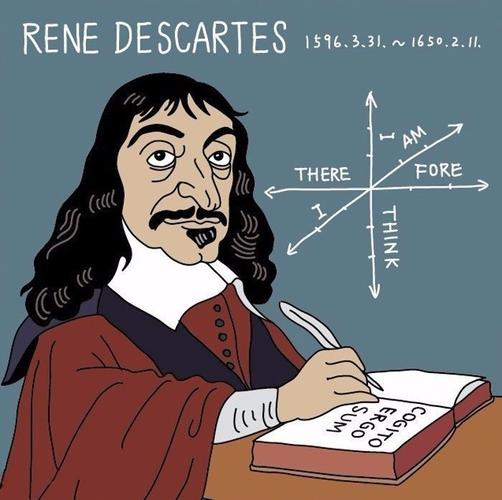 RENE DESCARTES
1596.3.31.~1650.2.11.
I AM
THERE FORE
I
THINK
COGITO
ERGO
SUM